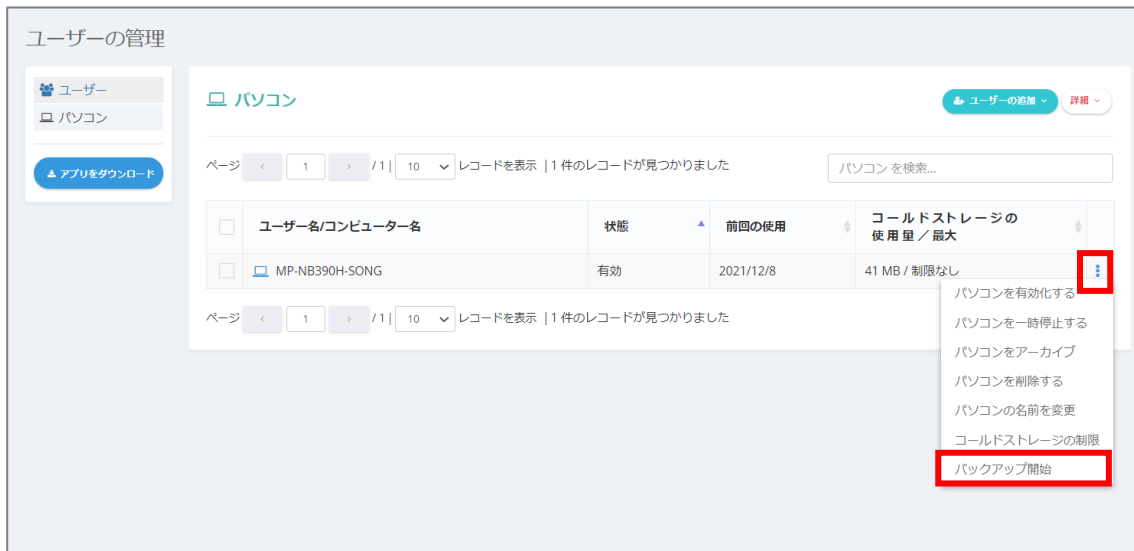 ユーザーの管理
ユーザー
パソコン
アプリをダウンロード
パソコン
ユーザーの追加
詳細
ページ 1 / 1 | 10 レコードを表示 | 1 件のレコードが見つかりました
パソコン を検索...
ユーザー名/コンピューター名 状態 前回の使用 コールドストレージの
使用量／最大
MP-NB390H-SONG 有効 2021/12/8 41 MB / 制限なし
ページ 1 / 1 | 10 レコードを表示 | 1 件のレコードが見つかりました
パソコンを有効化する
パソコンを一時停止する
パソコンをアーカイブ
パソコンを削除する
パソコンの名前を変更
コールドストレージの制限
バックアップ開始